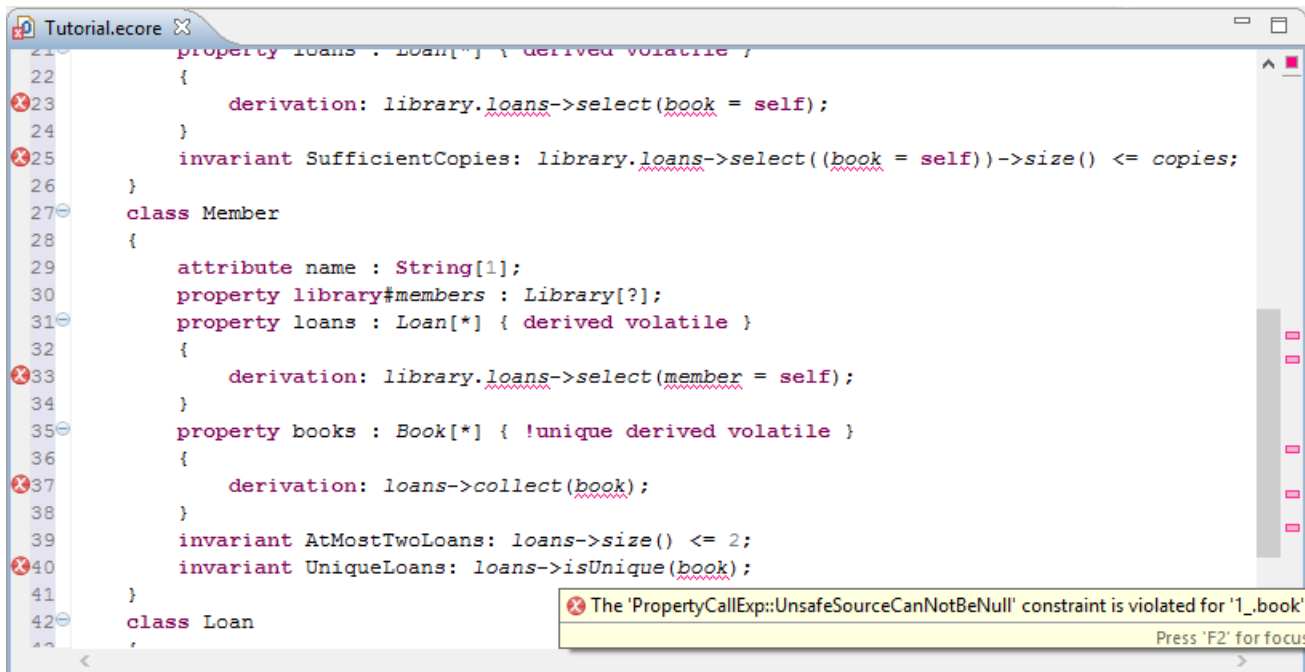 Tutorial.ecore
21 property loans : Loan[*] { derived volatile }
22 {
23 derivation: library.loans->select(book = self);
24 }
25 invariant SufficientCopies: library.loans->select((book = self))->size() <= copies;
26 }
27 class Member
28 {
29 attribute name : String[1];
30 property library#members : Library[?];
31 property loans : Loan[*] { derived volatile }
32 {
33 derivation: library.loans->select(member = self);
34 }
35 property books : Book[*] { !unique derived volatile }
36 {
37 derivation: loans->collect(book);
38 }
39 invariant AtMostTwoLoans: loans->size() <= 2;
40 invariant UniqueLoans: loans->isUnique(book);
41 }
The 'PropertyCallExp::UnsafeSourceCanNotBeNull' constraint is violated for '1_.book'
42 class Loan
Press 'F2' for focus